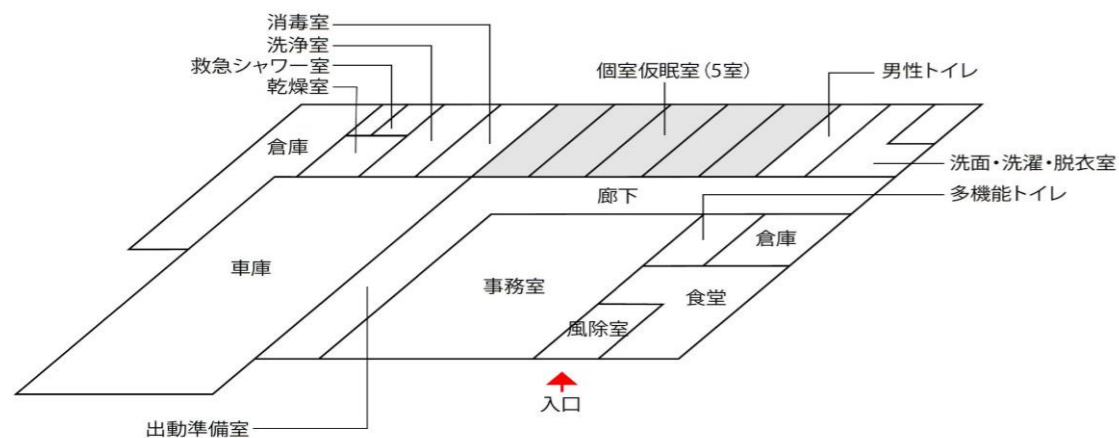 消毒室
洗浄室
救急シャワー室
乾燥室
個室仮眠室（5室）
男性トイレ
倉庫
洗面・洗濯・脱衣室
廊下
多機能トイレ
倉庫
車庫
事務室
食堂
風除室
入口
出動準備室